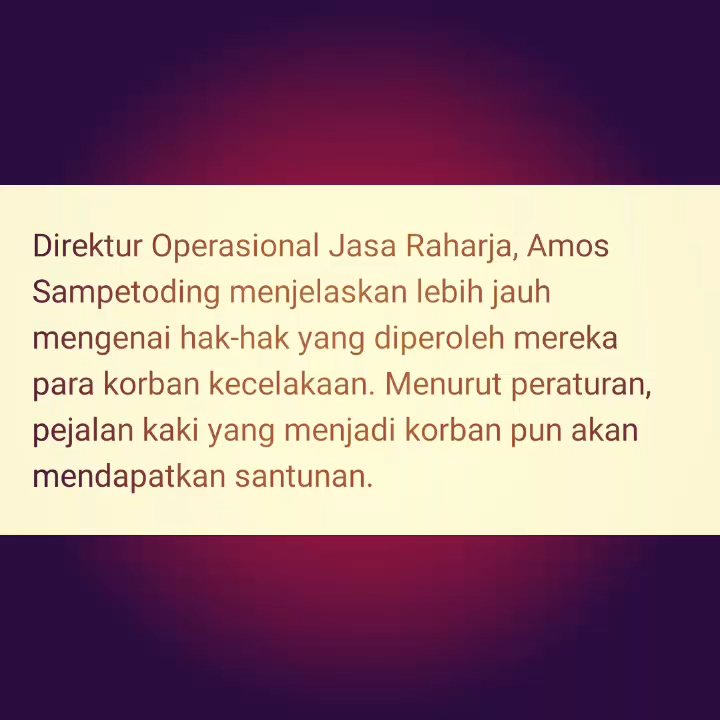 Direktur Operasional Jasa Raharja, Amos
Sampetoding menjelaskan lebih jauh
mengenai hak-hak yang diperoleh mereka
para korban kecelakaan. Menurut peraturan,
pejalan kaki yang menjadi korban pun akan
mendapatkan santunan.